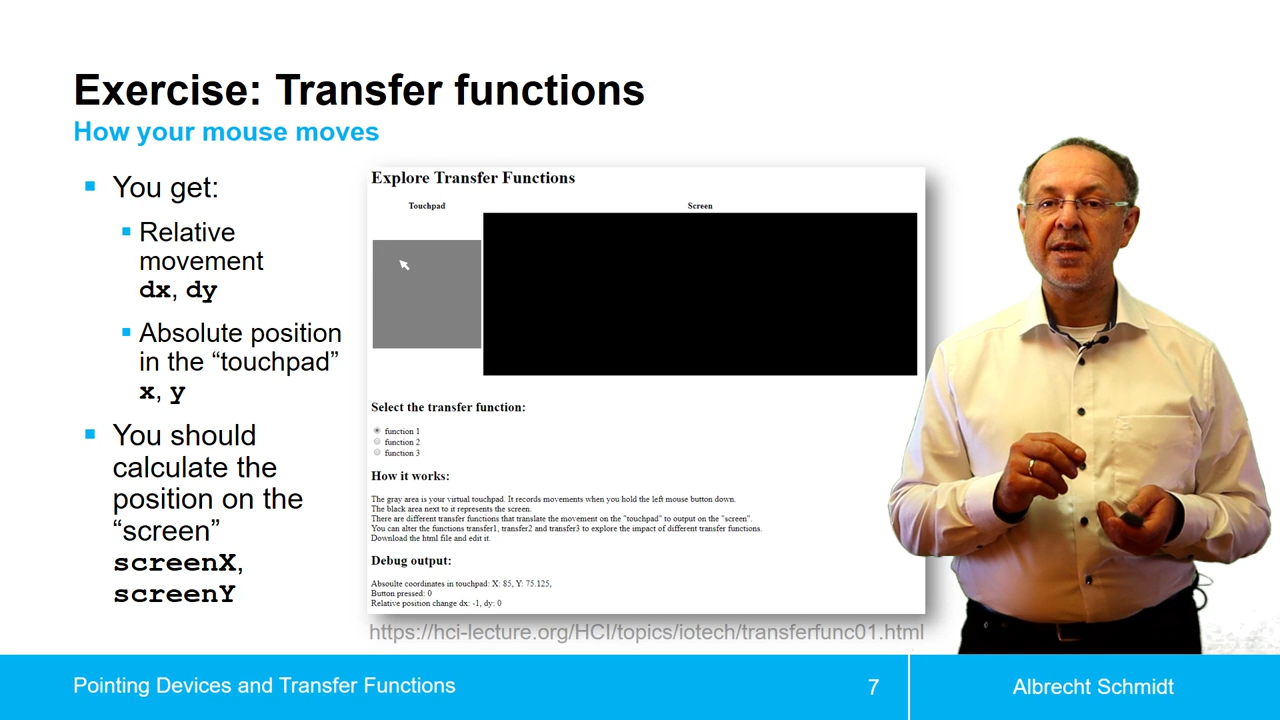 Exercise: Transfer functions
How your mouse moves
You get:
Relative
movement
dx, dy
Absolute position
in the “touchpad”
x, y
You should
calculate the
position on the
“screen”
screenX,
screenY
Explore Transfer Functions
Touchpad
Screen
Select the transfer function:
function 1
function 2
function 3
How it works:
The gray area is your virtual touchpad. It records movements when you hold the left mouse button down.
The black area next to it represents the screen.
There are different transfer functions that translate the movement on the "touchpad" to output on the "screen".
You can alter the functions transfer1, transfer2 and transfer3 to explore the impact of different transfer functions.
Download the html file and edit it.
Debug output:
Absoulte coordinates in touchpad: X: 85, Y: 75.125,
Button pressed: 0
Relative position change dx: -1, dy: 0
https://hci-lecture.org/HCI/topics/iotech/transferfunc01.html
Pointing Devices and Transfer Functions
7
Albrecht Schmidt